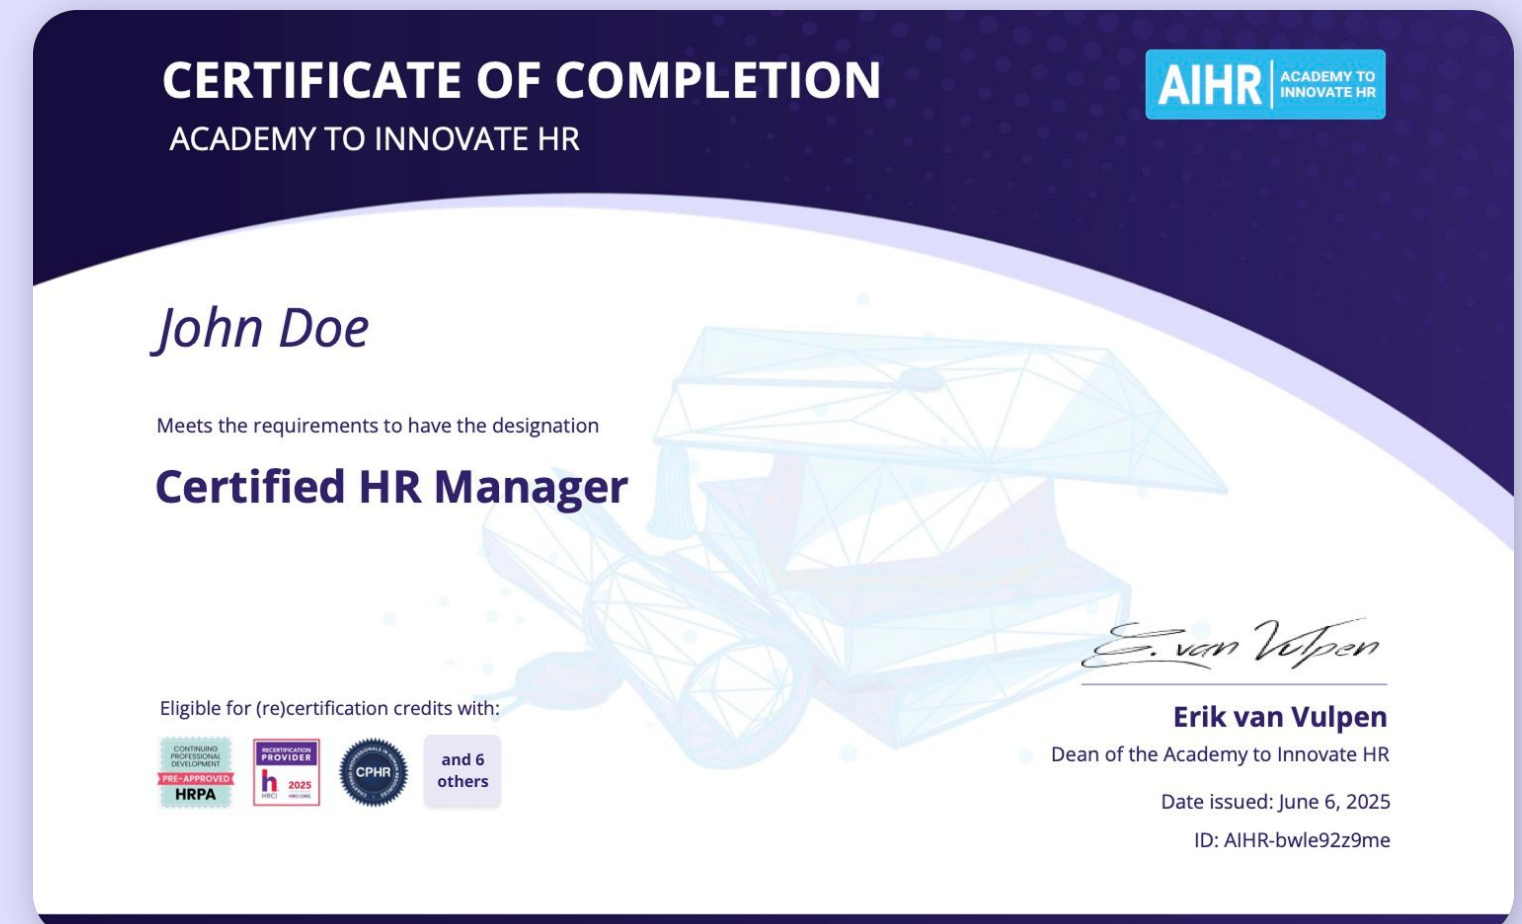 CERTIFICATE OF COMPLETION
ACADEMY TO INNOVATE HR
AIHR
ACADEMY TO
INNOVATE HR
John Doe
Meets the requirements to have the designation
Certified HR Manager
E. van Vulpen
Erik van Vulpen
Dean of the Academy to Innovate HR
Date issued: June 6, 2025
ID: AIHR-bwle92z9me
Eligible for (re)certification credits with:
CONTINUING
PROFESSIONAL
DEVELOPMENT
PRE-APPROVED
HRPA
RECERTIFICATION
PROVIDER
h
HRCI
2025
HRCI.ORG
CPHR
and 6
others